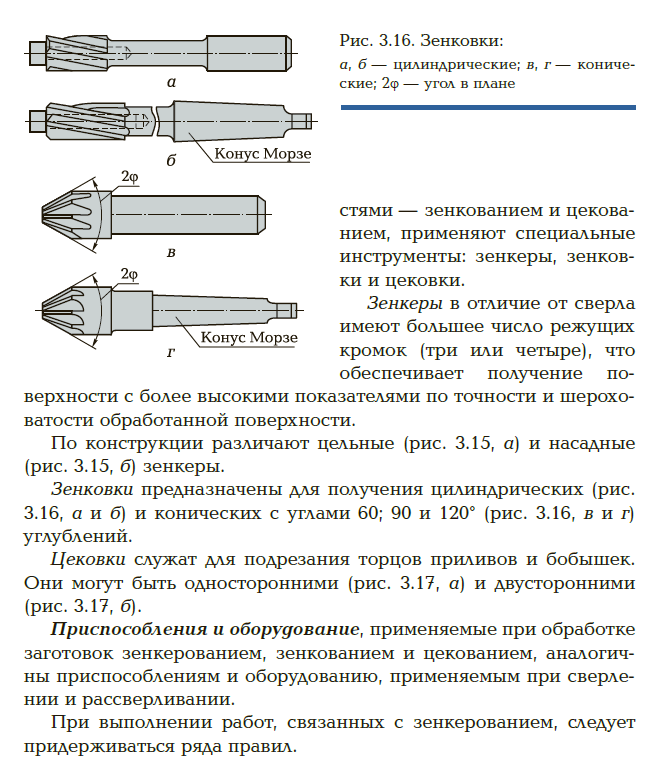 Рис. 3.16. Зенковки:
а, б — цилиндрические; в, г — кониче-
ские; 2φ — угол в плане
а
Конус Морзе
б
2φ
в
2φ
Конус Морзе
г
стями — зенкованием и цекова-
нием, применяют специальные
инструменты: зенкеры, зенков-
ки и цековки.
Зенкеры в отличие от сверла
имеют большее число режущих
кромок (три или четыре), что
обеспечивает получение по-
верхности с более высокими показателями по точности и шерохо-
ватости обработанной поверхности.
По конструкции различают цельные (рис. 3.15, а) и насадные
(рис. 3.15, б) зенкеры.
Зенковки предназначены для получения цилиндрических (рис.
3.16, а и б) и конических с углами 60; 90 и 120° (рис. 3.16, в и г)
углублений.
Цековки служат для подрезания торцов приливов и бобышек.
Они могут быть односторонними (рис. 3.17, а) и двусторонними
(рис. 3.17, б).
Приспособления и оборудование, применяемые при обработке
заготовок зенкерованием, зенкованием и цекованием, аналогич-
ны приспособлениям и оборудованию, применяемым при сверле-
нии и рассверливании.
При выполнении работ, связанных с зенкерованием, следует
придерживаться ряда правил.